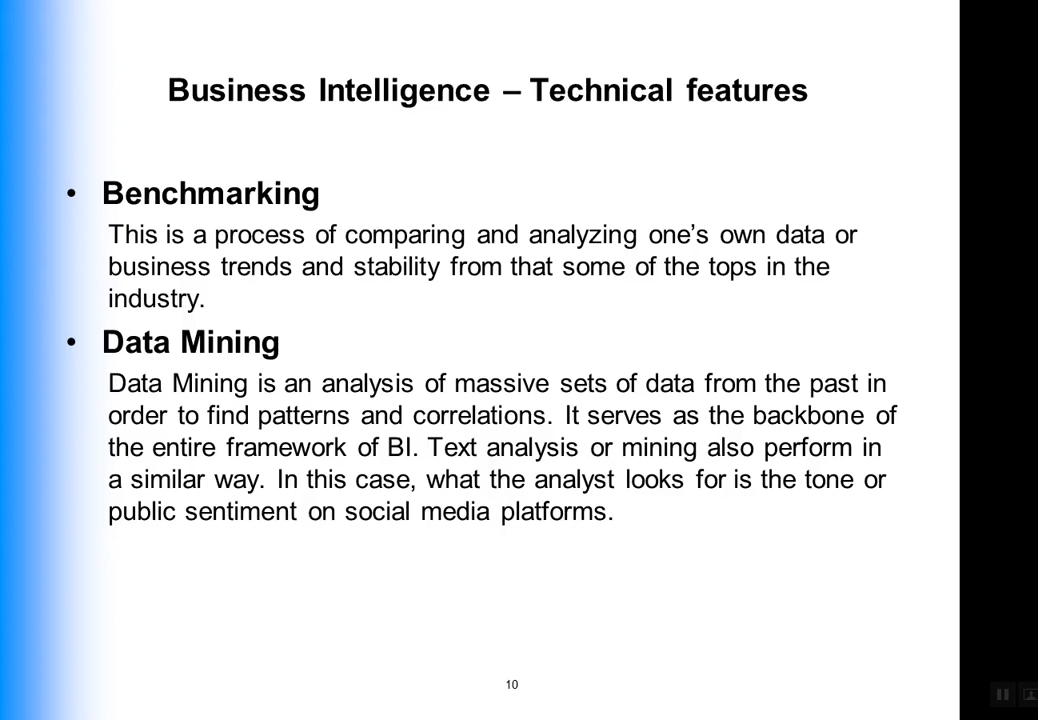 Business Intelligence – Technical features
• Benchmarking
This is a process of comparing and analyzing one’s own data or
business trends and stability from that some of the tops in the
industry.
• Data Mining
Data Mining is an analysis of massive sets of data from the past in
order to find patterns and correlations. It serves as the backbone of
the entire framework of BI. Text analysis or mining also perform in
a similar way. In this case, what the analyst looks for is the tone or
public sentiment on social media platforms.
10